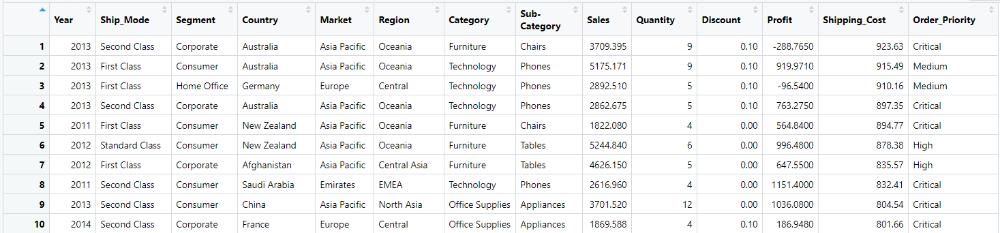 Year Ship_Mode Segment Country Market Region Category Sub-Category Sales Quantity Discount Profit Shipping_Cost Order_Priority
1 2013 Second Class Corporate Australia Asia Pacific Oceania Furniture Chairs 3709.395 9 0.10 -288.7650 923.63 Critical
2 2013 First Class Consumer Australia Asia Pacific Oceania Technology Phones 5175.171 9 0.10 919.9710 915.49 Medium
3 2013 First Class Home Office Germany Europe Central Technology Phones 2892.510 5 0.10 -96.5400 910.16 Medium
4 2013 Second Class Corporate Australia Asia Pacific Oceania Technology Phones 2862.675 5 0.10 763.2750 897.35 Critical
5 2011 First Class Consumer New Zealand Asia Pacific Oceania Furniture Chairs 1822.080 4 0.00 564.8400 894.77 Critical
6 2012 Standard Class Consumer New Zealand Asia Pacific Oceania Furniture Tables 5244.840 6 0.00 996.4800 878.38 High
7 2012 First Class Corporate Afghanistan Asia Pacific Central Asia Furniture Tables 4626.150 5 0.00 647.5500 835.57 High
8 2011 Second Class Consumer Saudi Arabia Emirates EMEA Technology Phones 2616.960 4 0.00 1151.4000 832.41 Critical
9 2013 Second Class Consumer China Asia Pacific North Asia Office Supplies Appliances 3701.520 12 0.00 1036.0800 804.54 Critical
10 2014 Second Class Corporate France Europe Central Office Supplies Appliances 1869.588 4 0.10 186.9480 801.66 Critical